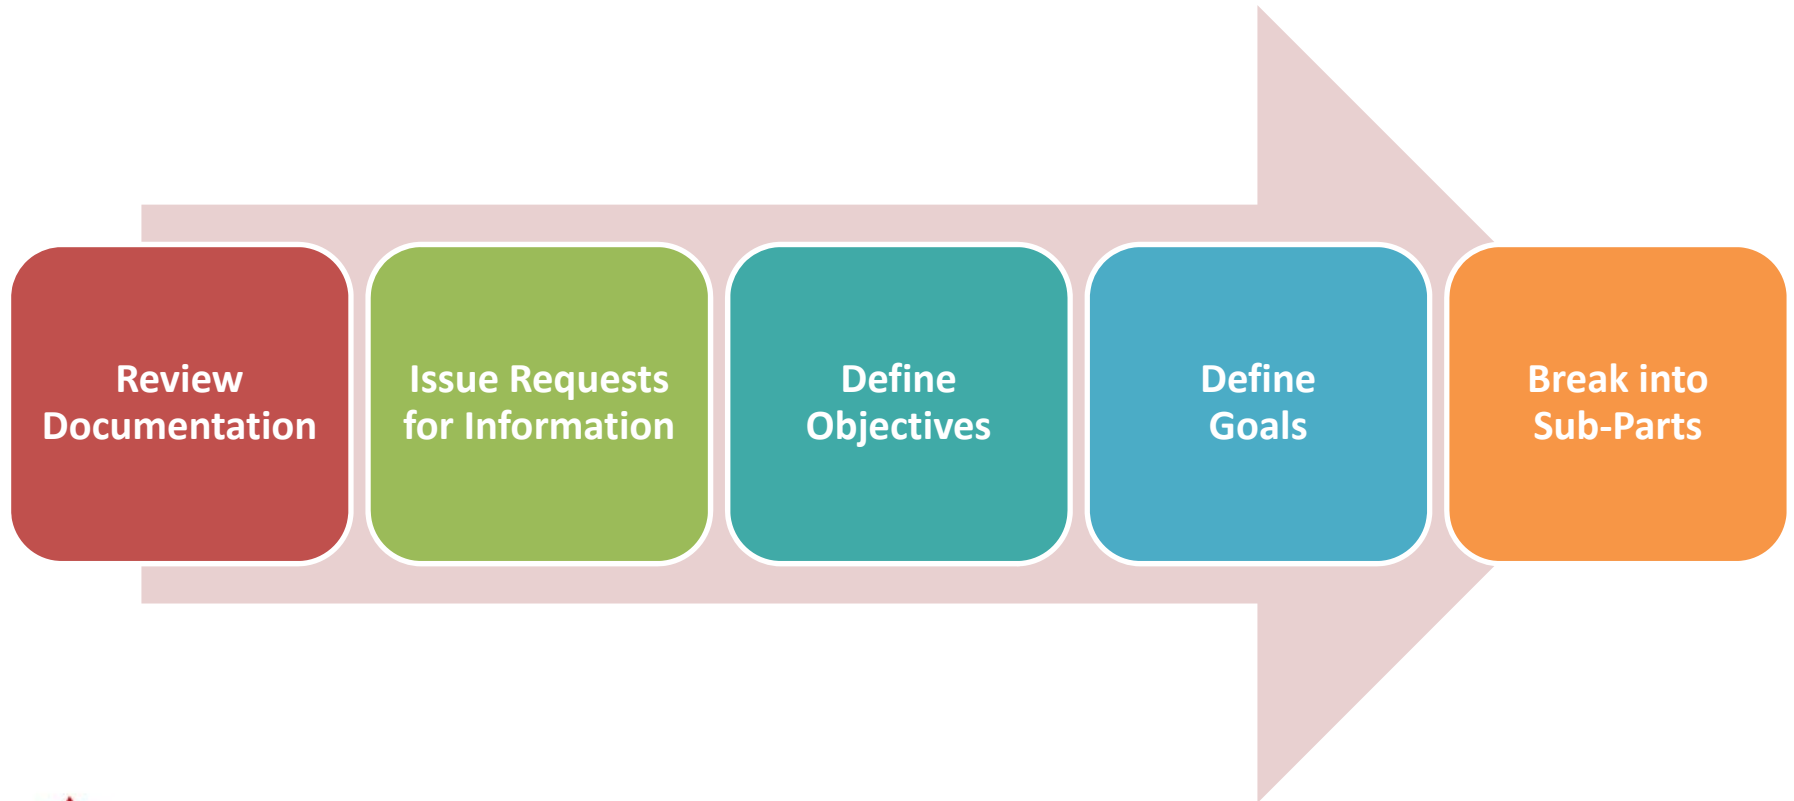 Review
Documentation
Issue Requests
for Information
Define
Objectives
Define
Goals
Break into
Sub-Parts